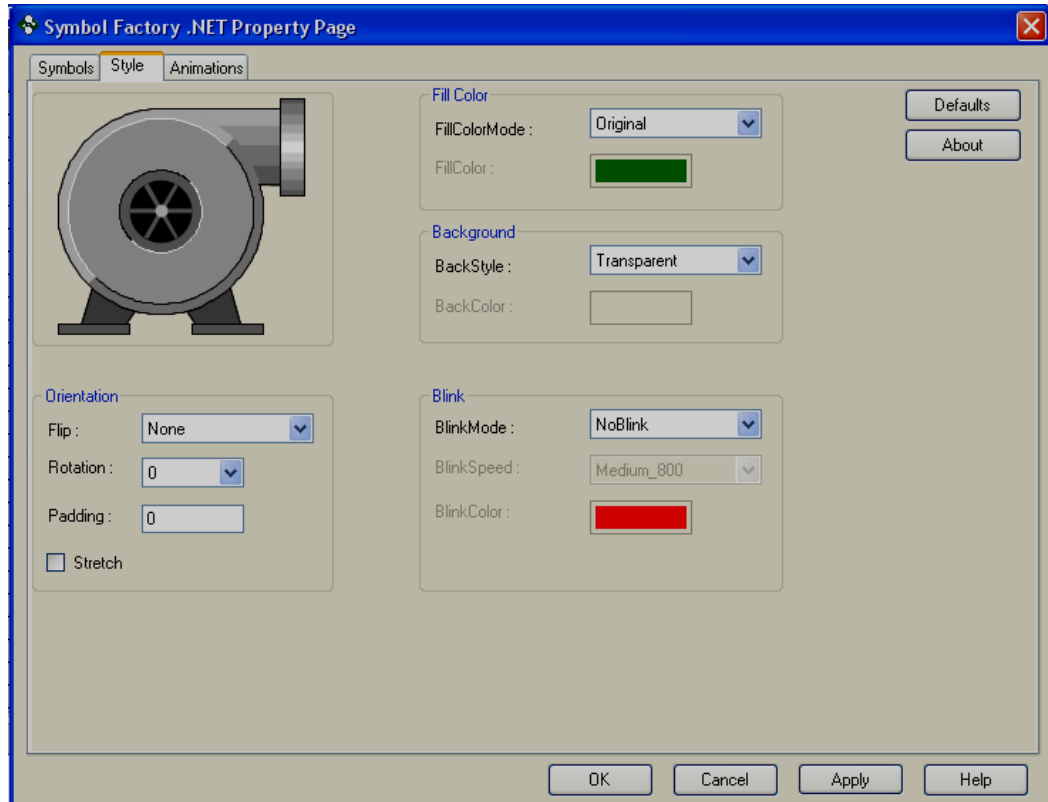 Symbol Factory .NET Property Page
Symbols Style Animations
Fill Color
FillColorMode : Original
FillColor :
Defaults
About
Background
BackStyle : Transparent
BackColor :
Orientation
Flip : None
Rotation : 0
Padding : 0
Stretch
Blink
BlinkMode : NoBlink
BlinkSpeed : Medium_800
BlinkColor :
OK Cancel Apply Help